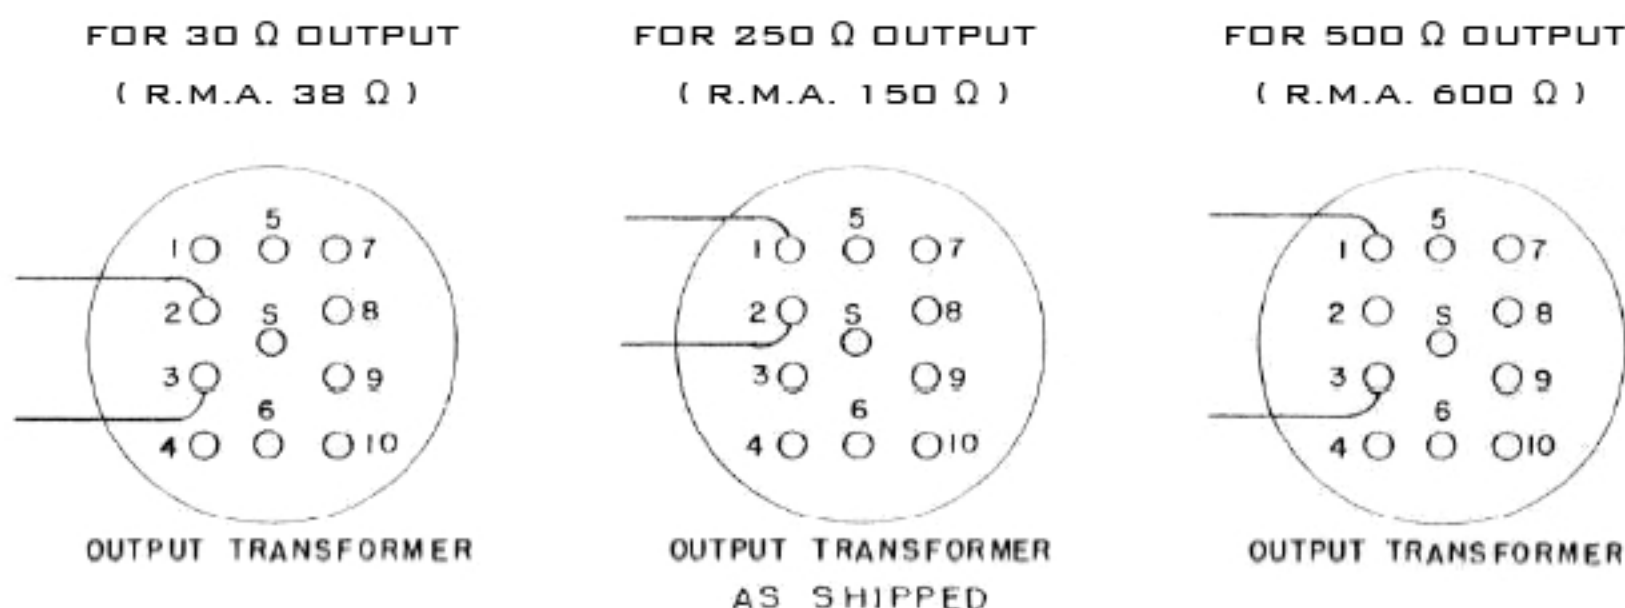 FOR 30 Ω OUTPUT
( R.M.A. 38 Ω )
5
1 7
2 S 8
3 9
6
4 10
OUTPUT TRANSFORMER
FOR 250 Ω OUTPUT
( R.M.A. 150 Ω )
5
1 7
2 S 8
3 9
6
4 10
OUTPUT TRANSFORMER
AS SHIPPED
FOR 500 Ω OUTPUT
( R.M.A. 600 Ω )
5
1 7
2 S 8
3 9
6
4 10
OUTPUT TRANSFORMER